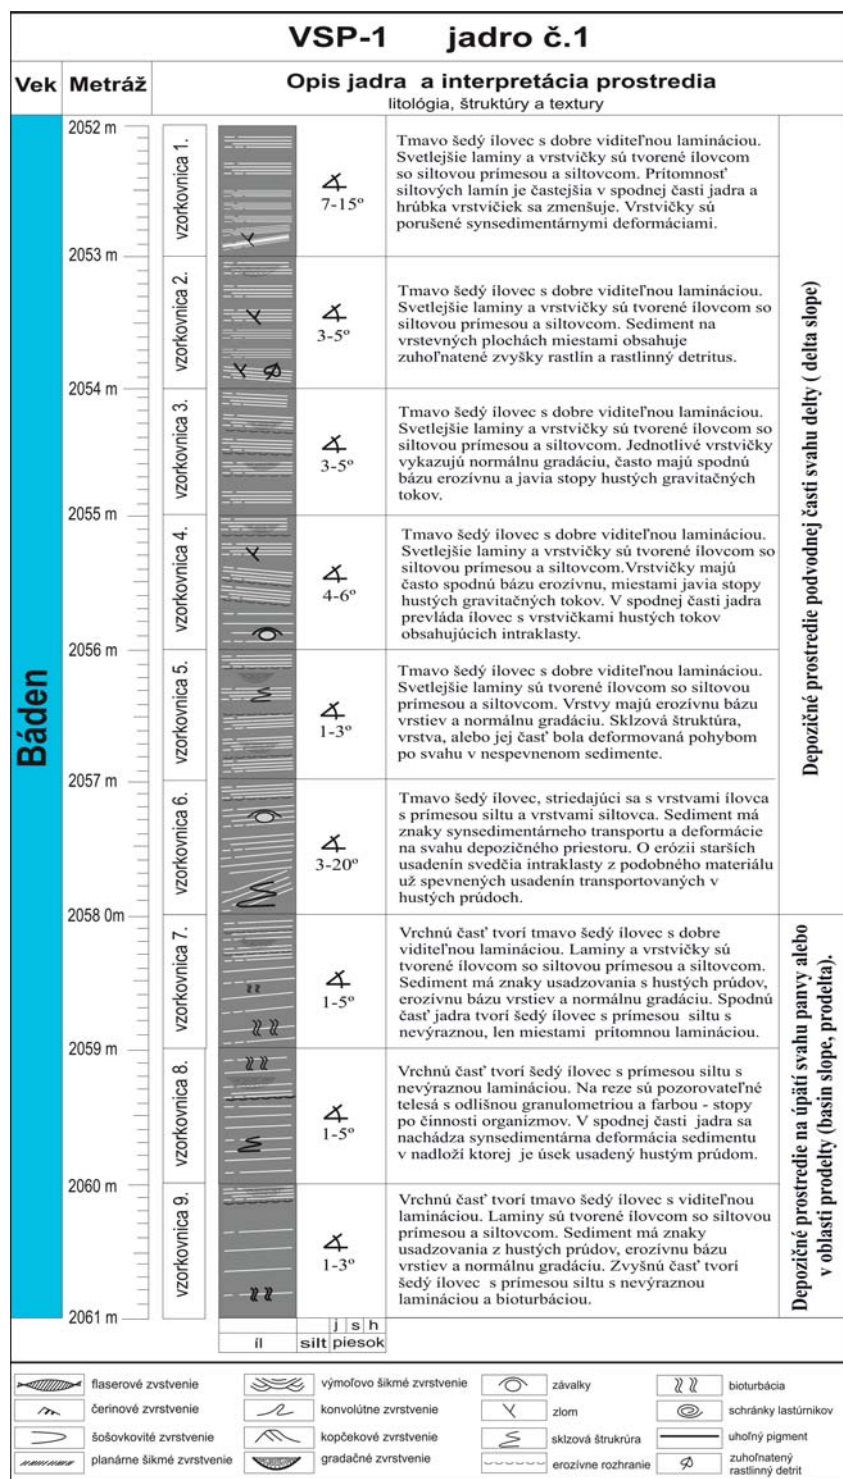 VSP-1 jadro č.1
Vek Metráž
Opis jadra a interpretácia prostredia
litológia, štruktúry a textury
Báden
2052 m
vzorkovnica 1.
7-15º
Tmavo šedý ílovec s dobre viditeľnou lamináciou.
Svetlejšie laminy a vrstvičky sú tvorené ílovcom
so siltovou prímesou a siltovcom. Prítomnosť
siltových lamín je častejšia v spodnej časti jadra a
hrúbka vrstvičiek sa zmenšuje. Vrstvičky sú
porušené synsedimentárnymi deformáciami.
2053 m
vzorkovnica 2.
3-5º
Tmavo šedý ílovec s dobre viditeľnou lamináciou.
Svetlejšie laminy a vrstvičky sú tvorené ílovcom so
siltovou prímesou a siltovcom. Sediment na
vrstevných plochách miestami obsahuje
zuhoľnatené zvyšky rastlín a rastlinný detritus.
2054 m
vzorkovnica 3.
3-5º
Tmavo šedý ílovec s dobre viditeľnou lamináciou.
Svetlejšie laminy a vrstvičky sú tvorené ílovcom so
siltovou prímesou a siltovcom. Jednotlivé vrstvičky
vykazujú normálnu gradáciu, často majú spodnú
bázu erozívnu a javia stopy hustých gravitačných
tokov.
2055 m
vzorkovnica 4.
4-6º
Tmavo šedý ílovec s dobre viditeľnou lamináciou.
Svetlejšie laminy a vrstvičky sú tvorené ílovcom so
siltovou prímesou a siltovcom.Vrstvičky majú
často spodnú bázu erozívnu, miestami javia stopy
hustých gravitačných tokov. V spodnej časti jadra
prevláda ílovec s vrstvičkami hustých tokov
obsahujúcich intraklasty.
2056 m
vzorkovnica 5.
1-3º
Tmavo šedý ílovec s dobre viditeľnou lamináciou.
Svetlejšie laminy sú tvorené ílovcom so siltovou
prímesou a siltovcom. Vrstvy majú erozívnu bázu
vrstiev a normálnu gradáciu. Sklzová štruktúra,
vrstva, alebo jej časť bola deformovaná pohybom
po svahu v nespevnenom sedimente.
2057 m
vzorkovnica 6.
3-20º
Tmavo šedý ílovec, striedajúci sa s vrstvami ílovca
s prímesou siltu a vrstvami siltovca. Sediment má
znaky synsedimentárneho transportu a deformácie
na svahu depozičného priestoru. O erózii starších
usadenín svedčia intraklasty z podobného materiálu
už spevnených usadenín transportovaných v
hustých prúdoch.
Depozičné prostredie podvodnej časti svahu delty ( delta slope)
2058 0m
vzorkovnica 7.
1-5º
Vrchnú časť tvorí tmavo šedý ílovec s dobre
viditeľnou lamináciou. Laminy a vrstvičky sú
tvorené ílovcom so siltovou prímesou a siltovcom.
Sediment má znaky usadzovania s hustých prúdov,
erozívnu bázu vrstiev a normálnu gradáciu. Spodnú
časť jadra tvorí šedý ílovec s prímesou siltu s
nevýraznou, len miestami prítomnou lamináciou.
2059 m
vzorkovnica 8.
1-5º
Vrchnú časť tvorí šedý ílovec s prímesou siltu s
nevýraznou lamináciou. Na reze sú pozorovateľné
telesá s odlišnou granulometriou a farbou - stopy
po činnosti organizmov. V spodnej časti jadra sa
nachádza synsedimentárna deformácia sedimentu
v nadloží ktorej je úsek usadený hustým prúdom.
2060 m
vzorkovnica 9.
1-3º
Vrchnú časť tvorí tmavo šedý ílovec s viditeľnou
lamináciou. Laminy sú tvorené ílovcom so siltovou
prímesou a siltovcom. Sediment má znaky
usadzovania z hustých prúdov, erozívnu bázu
vrstiev a normálnu gradáciu. Zvyšnú časť tvorí
šedý ílovec s prímesou siltu s nevýraznou
lamináciou a bioturbáciou.
2061 m
Depozičné prostredie na úpätí svahu panvy alebo
v oblasti prodelty (basin slope, prodelta).
j s h
íl silt piesok
flaserové zvstvenie
výmoľovo šikmé zvrstvenie
závalky
bioturbácia
čerinové zvrstvenie
konvolútne zvrstvenie
zlom
schránky lastúrnikov
šošovkovité zvrstvenie
kopčekové zvrstvenie
sklzová štrukrúra
uhoľný pigment
planárne šikmé zvrstvenie
gradačné zvrstvenie
erozívne rozhranie
zuhoľnatený
rastlinný detrit